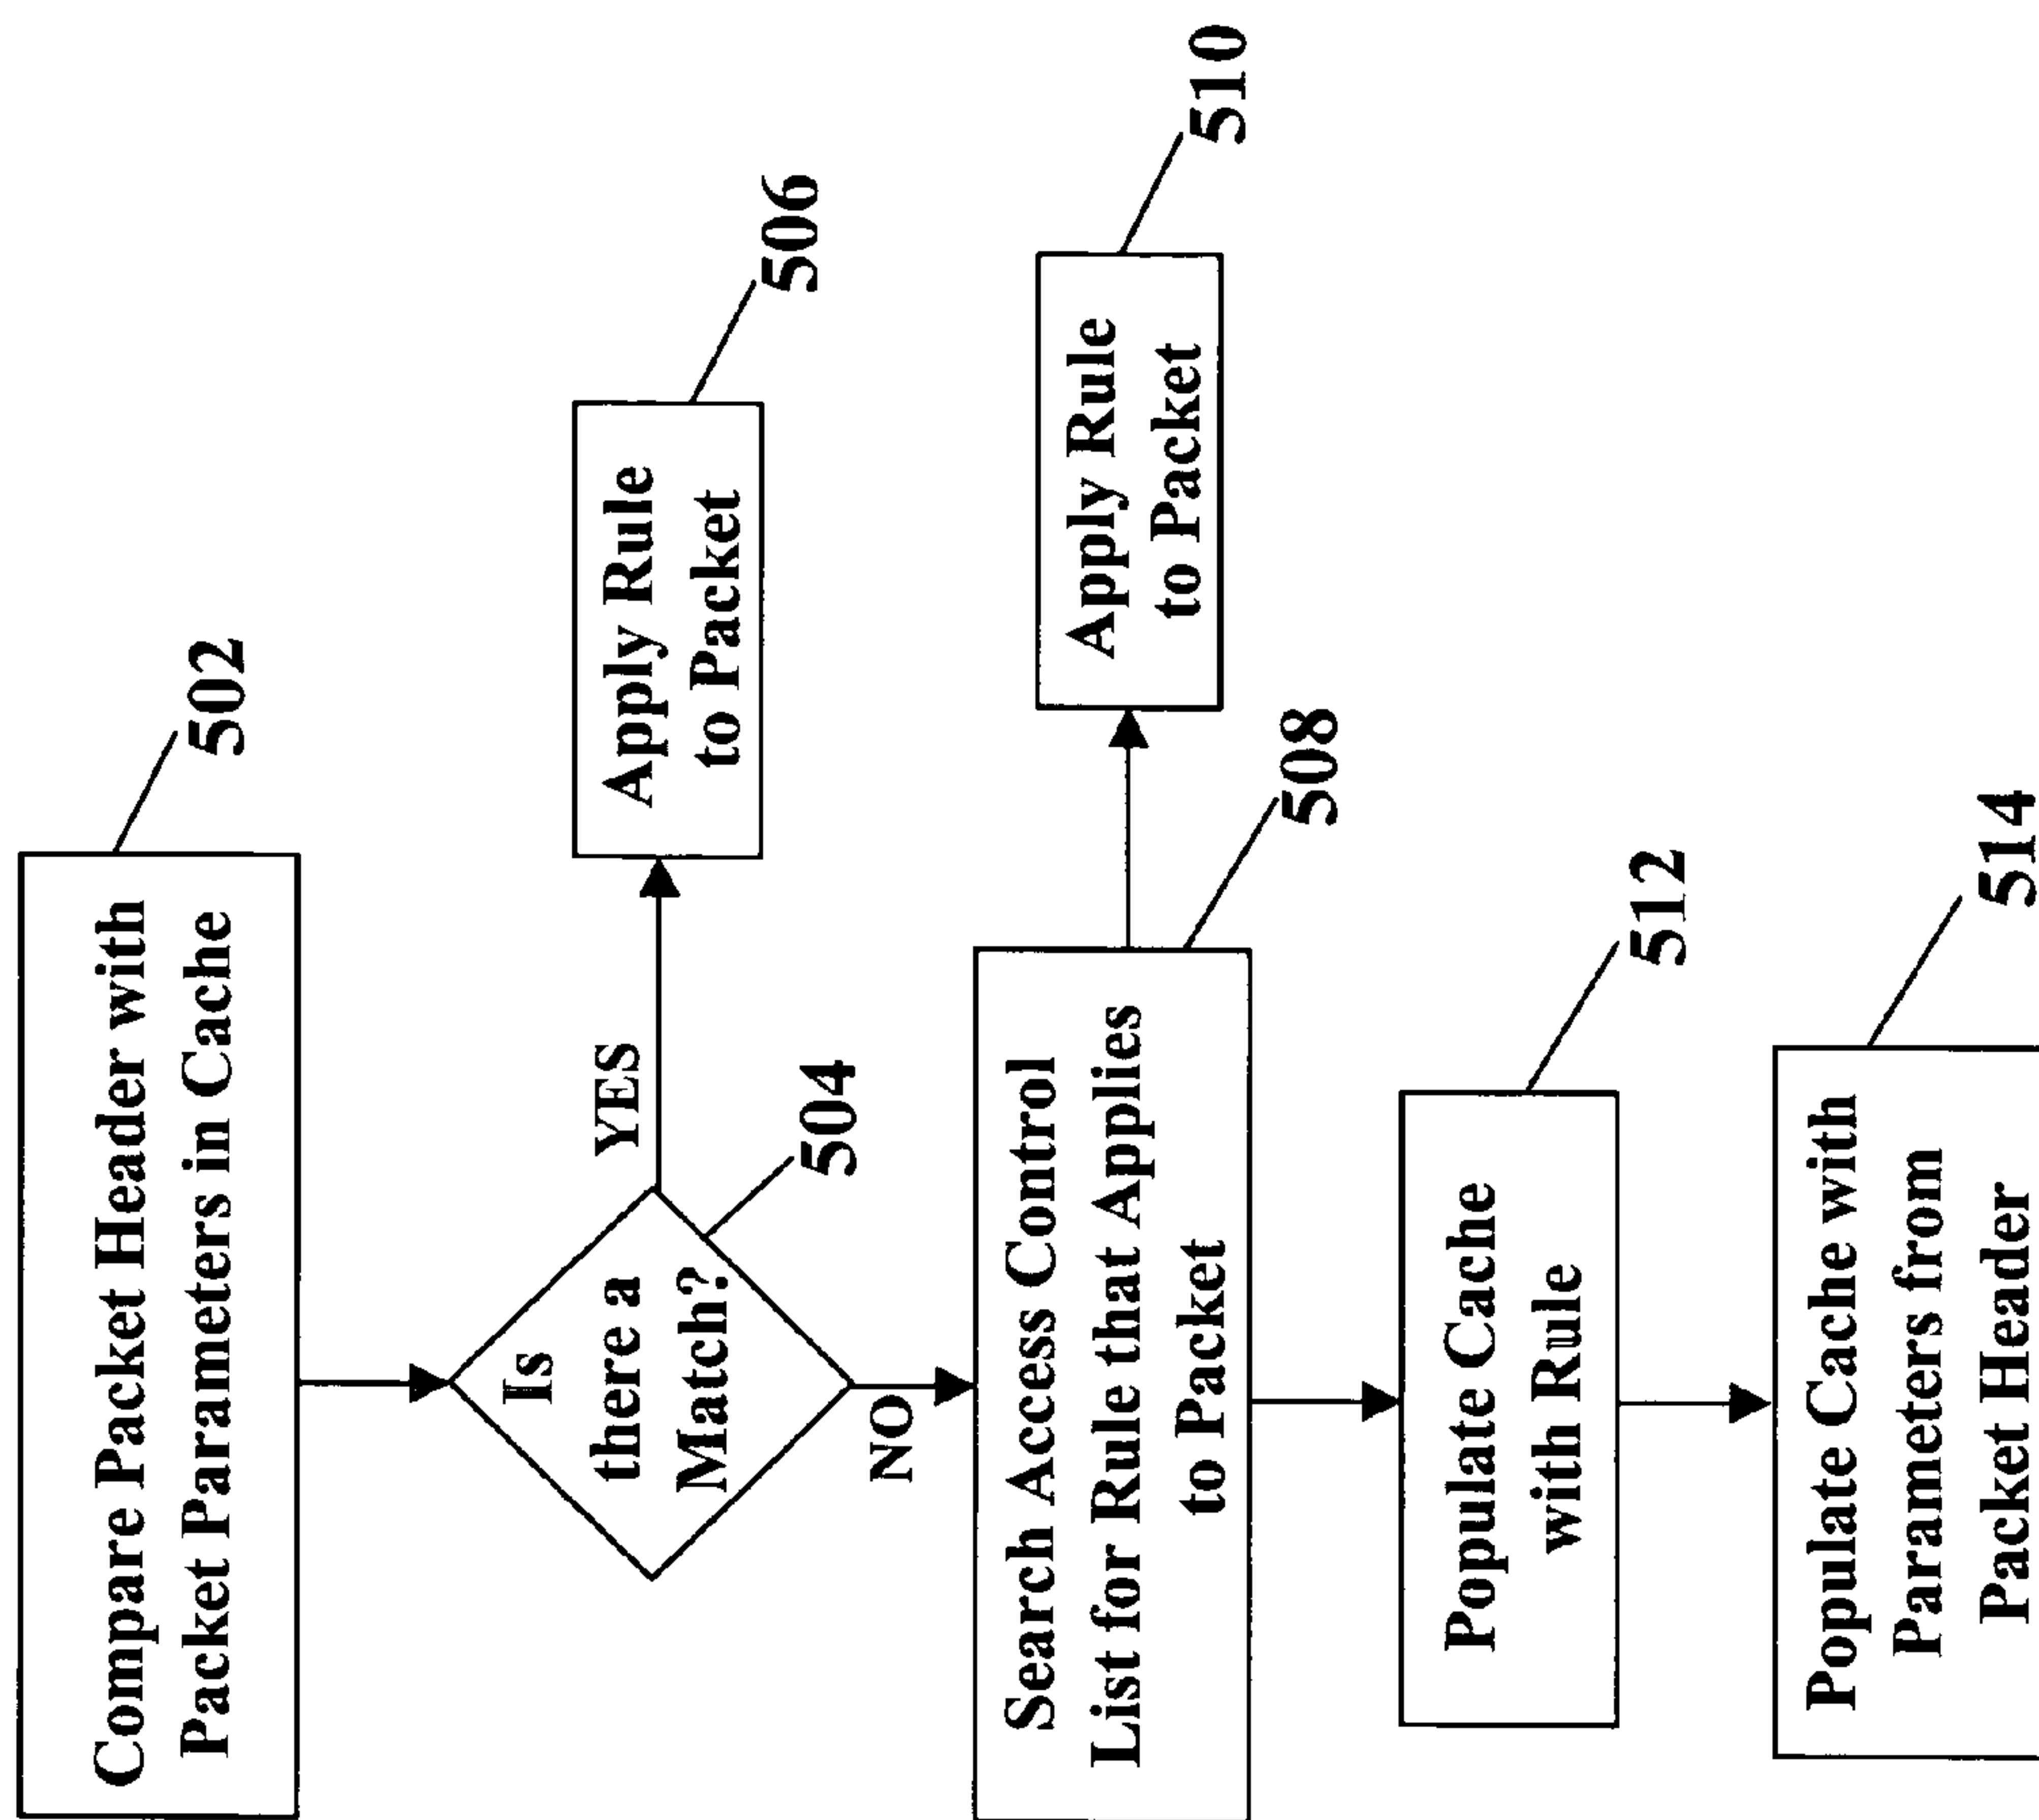 Compare Packet Header with
Packet Parameters in Cache
502
Is
there a
Match?
504
YES
Apply Rule
to Packet
506
NO
Search Access Control
List for Rule that Applies
to Packet
508
Apply Rule
to Packet
510
Populate Cache
with Rule
512
Populate Cache with
Parameters from
Packet Header
514